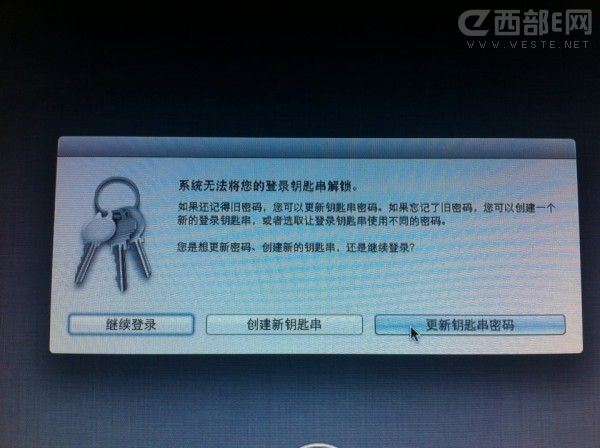 西部E网
WWW.WESTE.NET
系统无法将您的登录钥匙串解锁。
如果还记得旧密码，您可以更新钥匙串密码。如果忘记了旧密码，您可以创建一个
新的登录钥匙串，或者选取让登录钥匙串使用不同的密码。
您是想更新密码、创建新的钥匙串，还是继续登录？
继续登录
创建新钥匙串
更新钥匙串密码